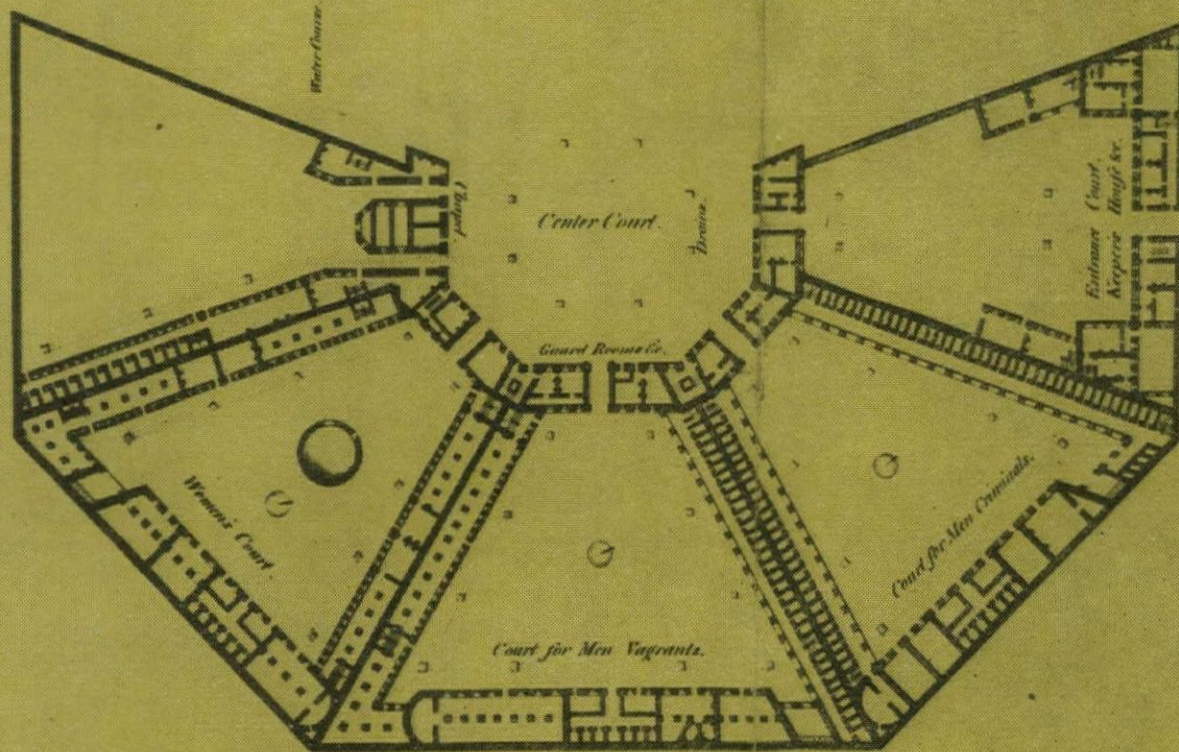 Water Course
Chapel.
Center Court.
Drains.
Entrance Court.
Keepers House &c.
Guard Rooms &c.
Womens Court.
Court for Men Vagrants.
Court for Men Criminals.